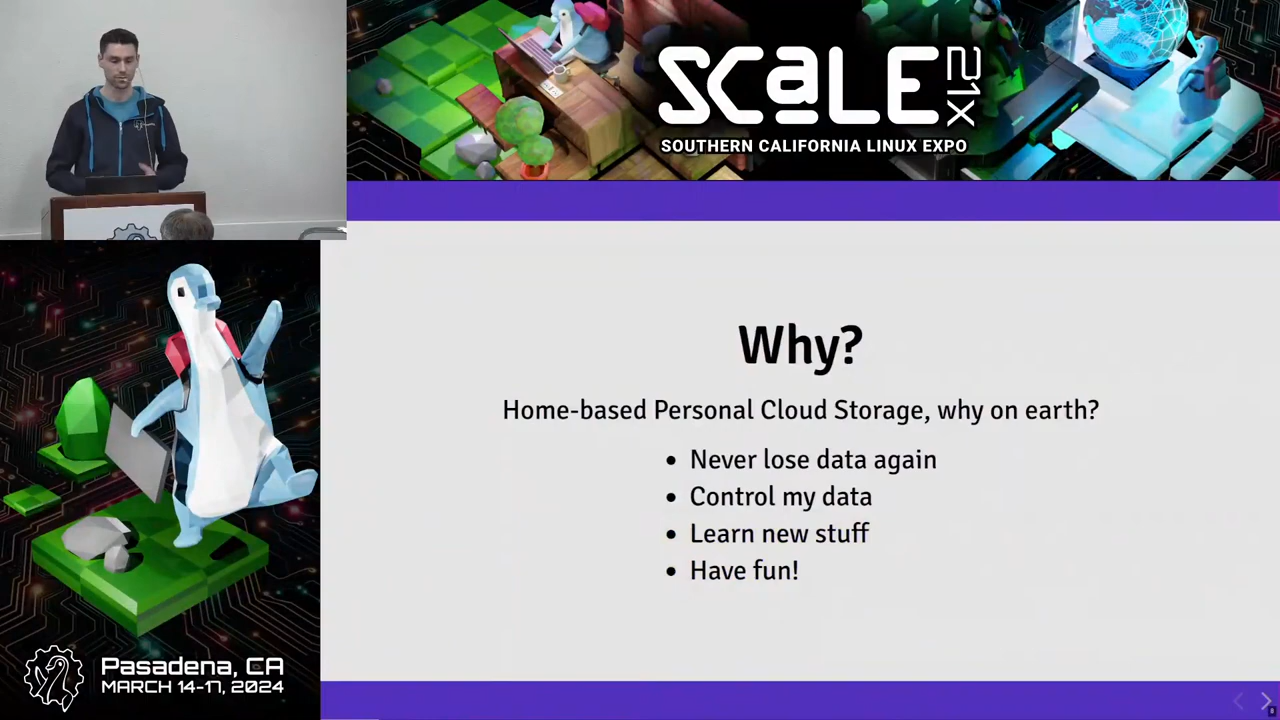 SCALE 21X
SOUTHERN CALIFORNIA LINUX EXPO
Why?
Home-based Personal Cloud Storage, why on earth?
• Never lose data again
• Control my data
• Learn new stuff
• Have fun!
Pasadena, CA
MARCH 14-17, 2024